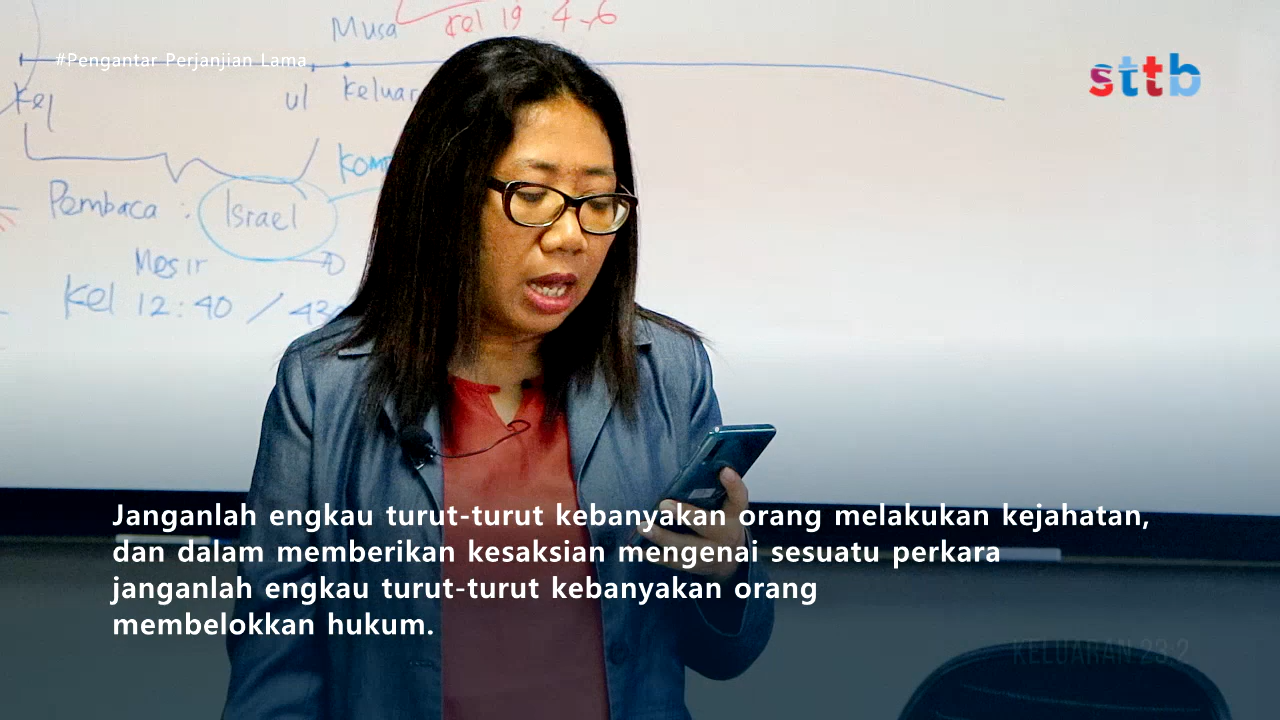 Musa Kel 19 : 4-6
#Pengantar Perjanjian Lama
sttb
Kej ul Keluar
Pembaca : Israel
Mesir
Kel 12:40 /
Janganlah engkau turut-turut kebanyakan orang melakukan kejahatan,
dan dalam memberikan kesaksian mengenai sesuatu perkara
janganlah engkau turut-turut kebanyakan orang
membelokkan hukum.
KELUARAN 23:2